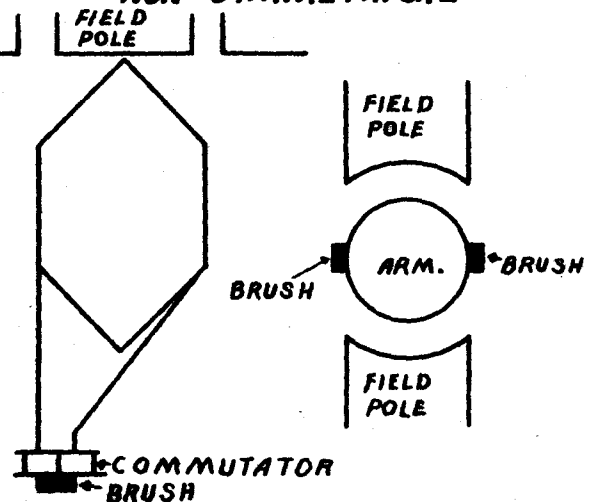 FIELD
POLE
FIELD
POLE
BRUSH
ARM.
BRUSH
FIELD
POLE
COMMUTATOR
BRUSH